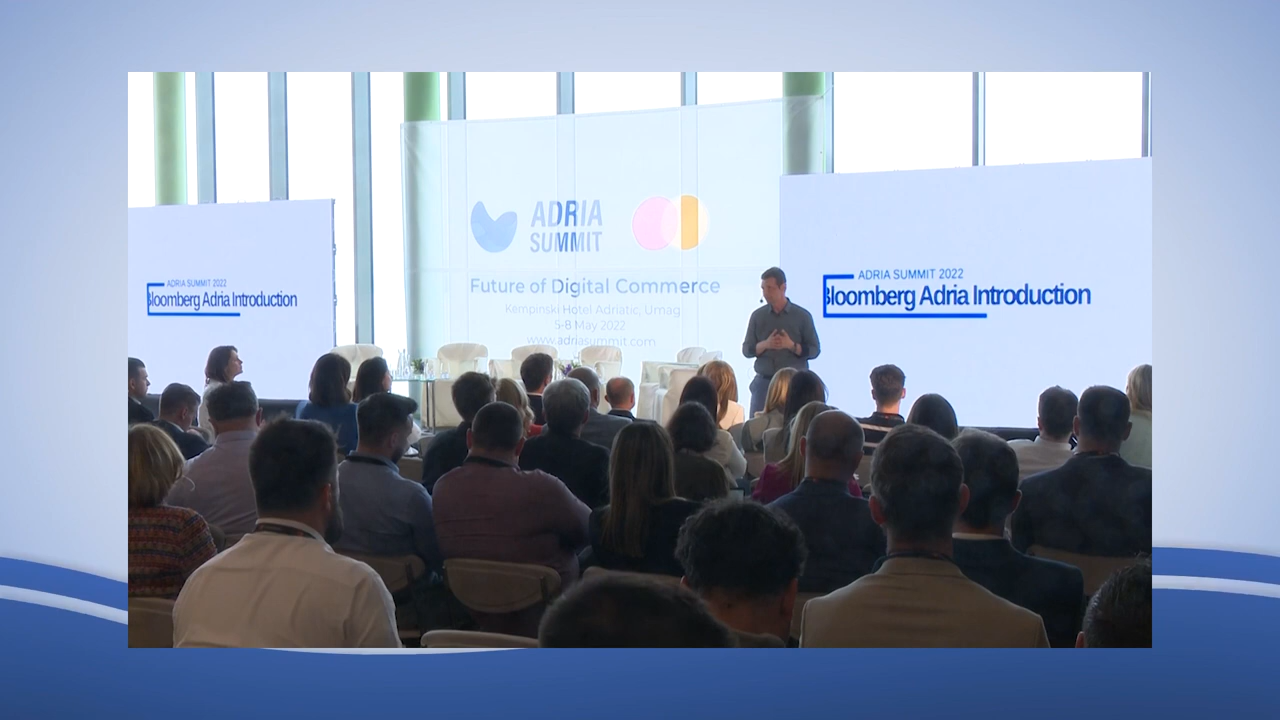 ADRIA SUMMIT 2022
Bloomberg Adria Introduction
ADRIA
SUMMIT
Future of Digital Commerce
Kempinski Hotel Adriatic, Umag
5-8 May 2022
www.adriasummit.com
ADRIA SUMMIT 2022
Bloomberg Adria Introduction